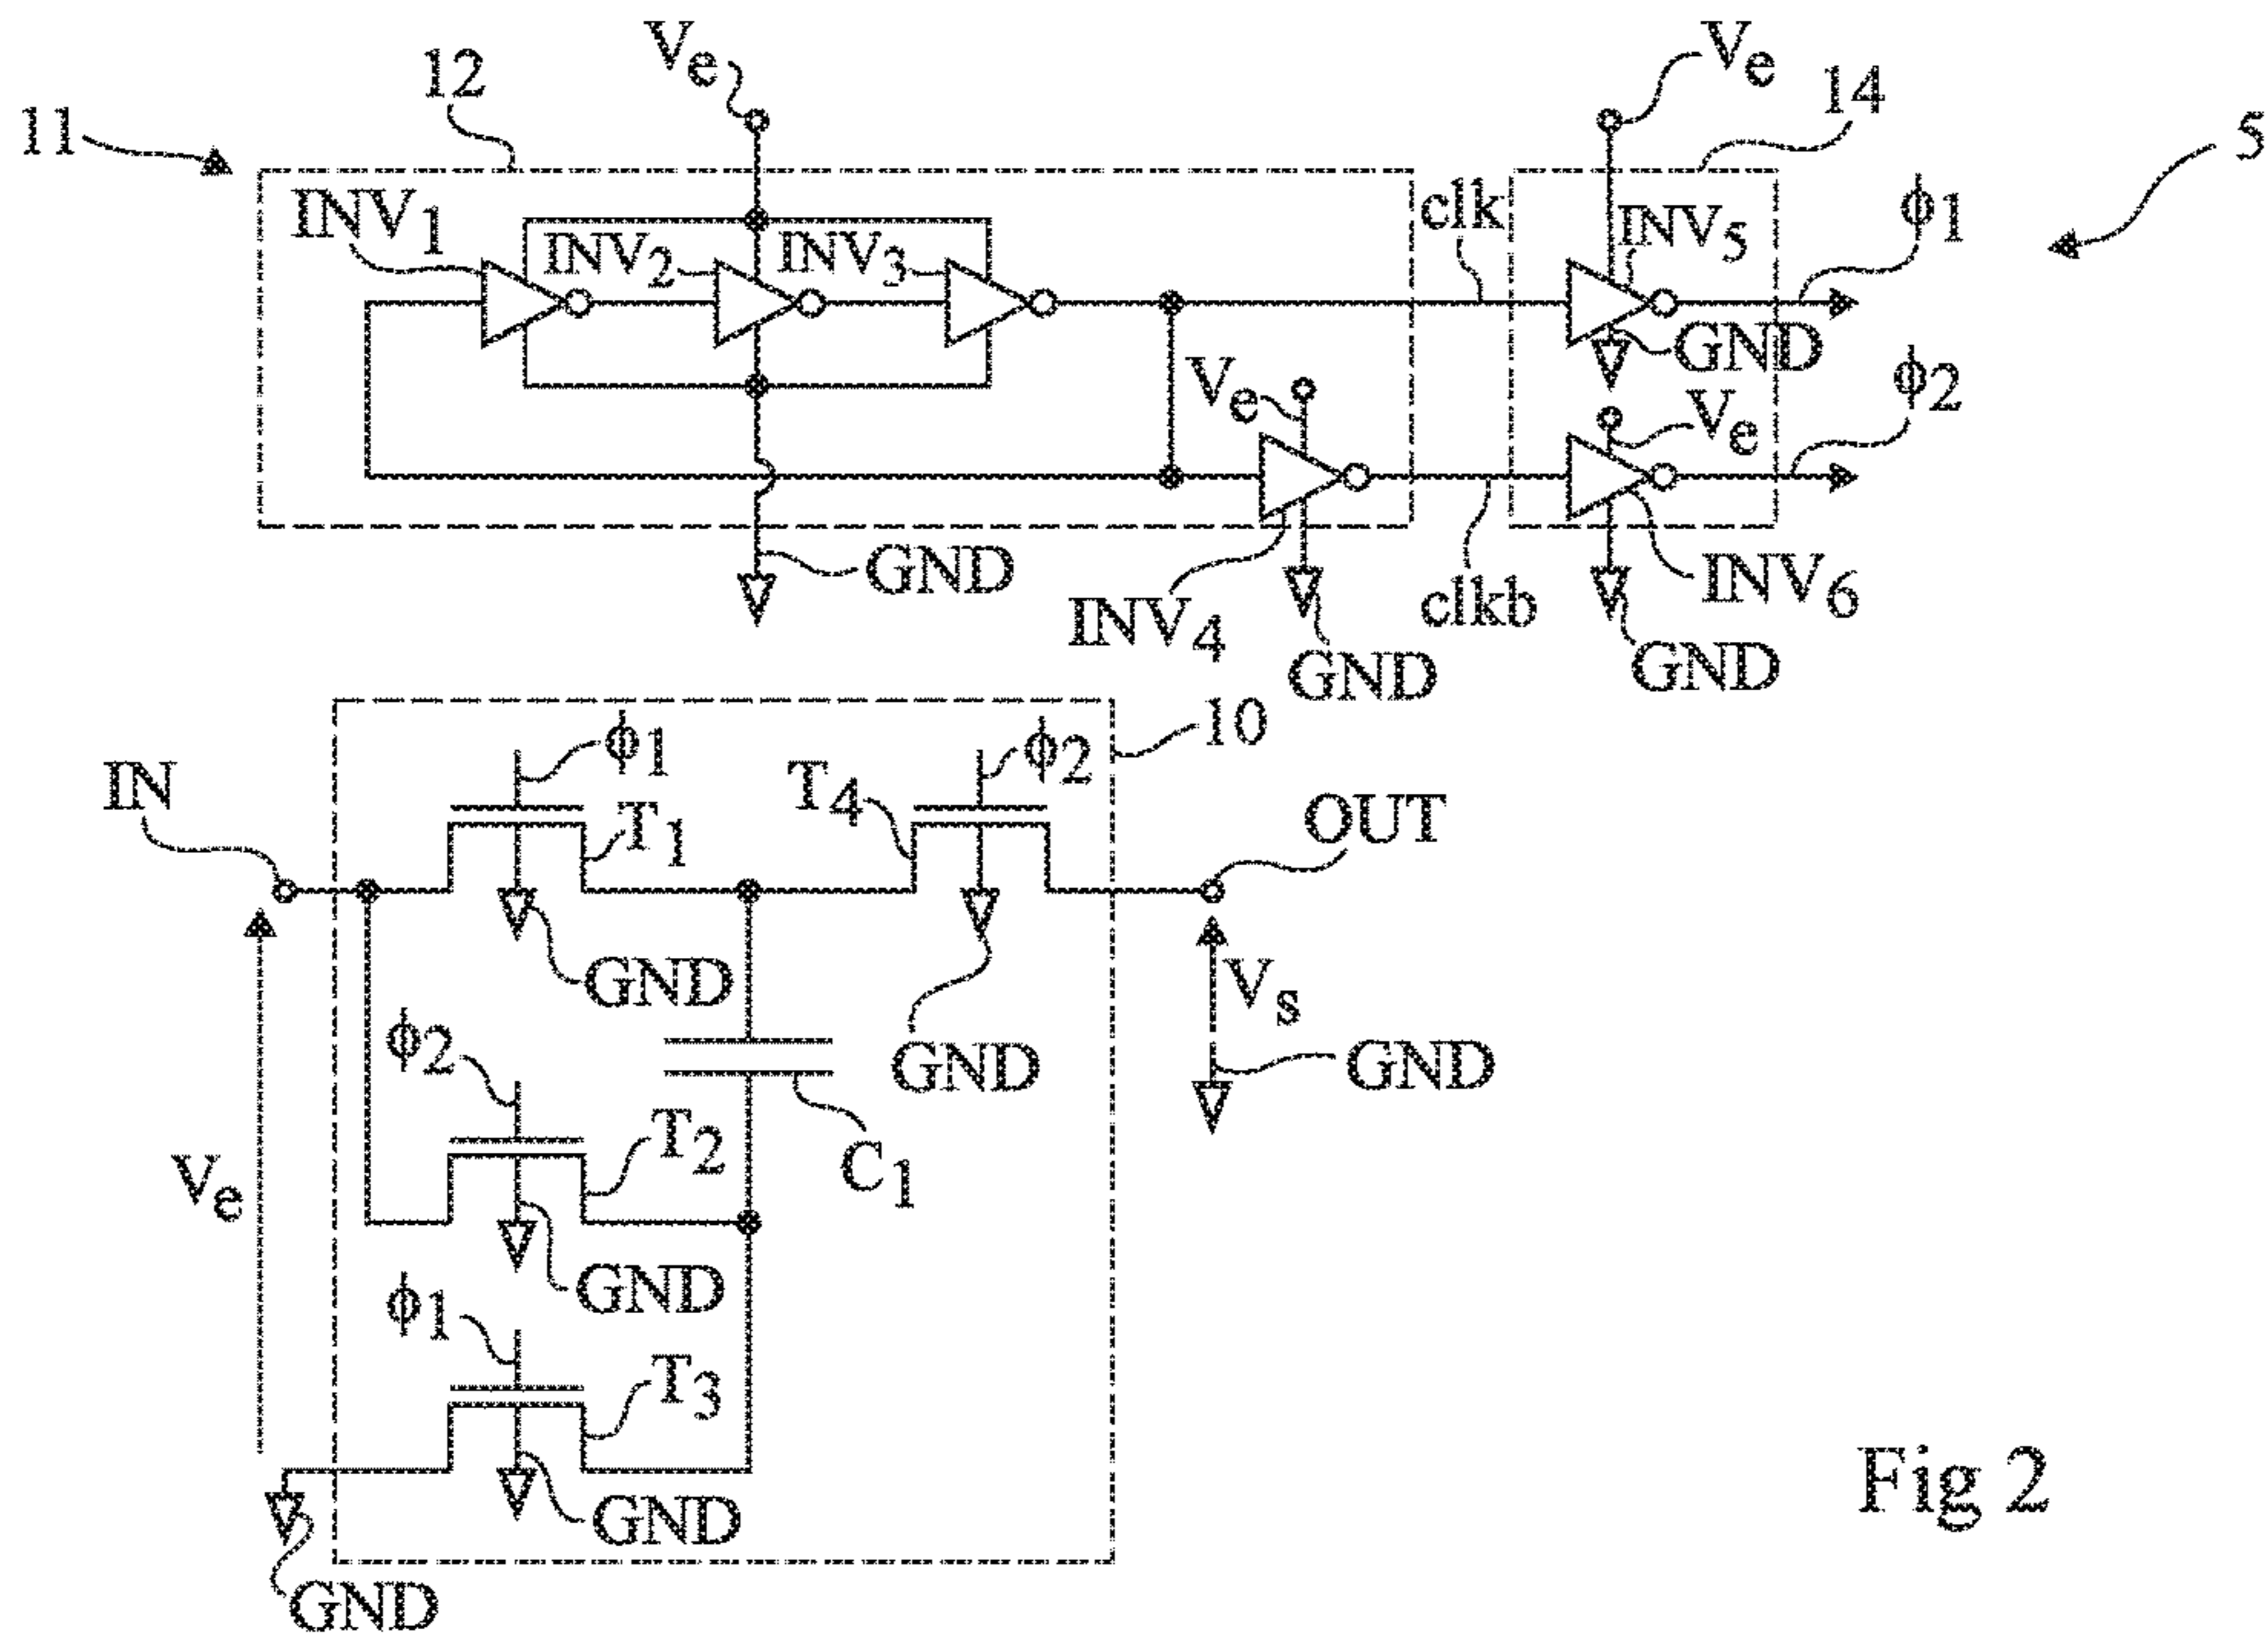 Ve
Ve
12
14
11
5
INV1
INV2
INV3
clk
INV5
ϕ1
GND
ϕ2
Ve
Ve
GND
INV4
clkb
INV6
GND
GND
10
IN
ϕ1
T1
T4
ϕ2
OUT
GND
Vs
ϕ2
GND
GND
T2
C1
Ve
GND
ϕ1
T3
GND
GND
Fig 2